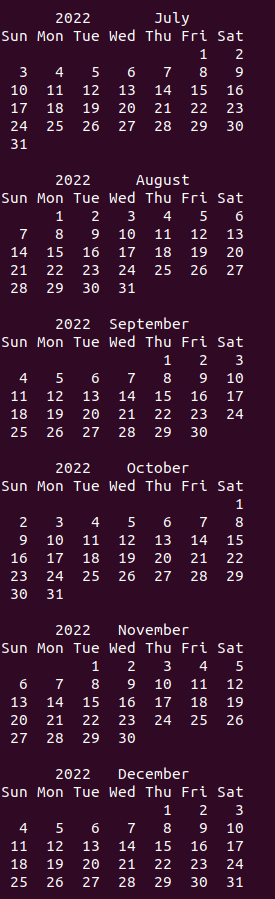 2022 July
Sun Mon Tue Wed Thu Fri Sat
1 2
3 4 5 6 7 8 9
10 11 12 13 14 15 16
17 18 19 20 21 22 23
24 25 26 27 28 29 30
31
2022 August
Sun Mon Tue Wed Thu Fri Sat
1 2 3 4 5 6
7 8 9 10 11 12 13
14 15 16 17 18 19 20
21 22 23 24 25 26 27
28 29 30 31
2022 September
Sun Mon Tue Wed Thu Fri Sat
1 2 3
4 5 6 7 8 9 10
11 12 13 14 15 16 17
18 19 20 21 22 23 24
25 26 27 28 29 30
2022 October
Sun Mon Tue Wed Thu Fri Sat
1
2 3 4 5 6 7 8
9 10 11 12 13 14 15
16 17 18 19 20 21 22
23 24 25 26 27 28 29
30 31
2022 November
Sun Mon Tue Wed Thu Fri Sat
1 2 3 4 5
6 7 8 9 10 11 12
13 14 15 16 17 18 19
20 21 22 23 24 25 26
27 28 29 30
2022 December
Sun Mon Tue Wed Thu Fri Sat
1 2 3
4 5 6 7 8 9 10
11 12 13 14 15 16 17
18 19 20 21 22 23 24
25 26 27 28 29 30 31